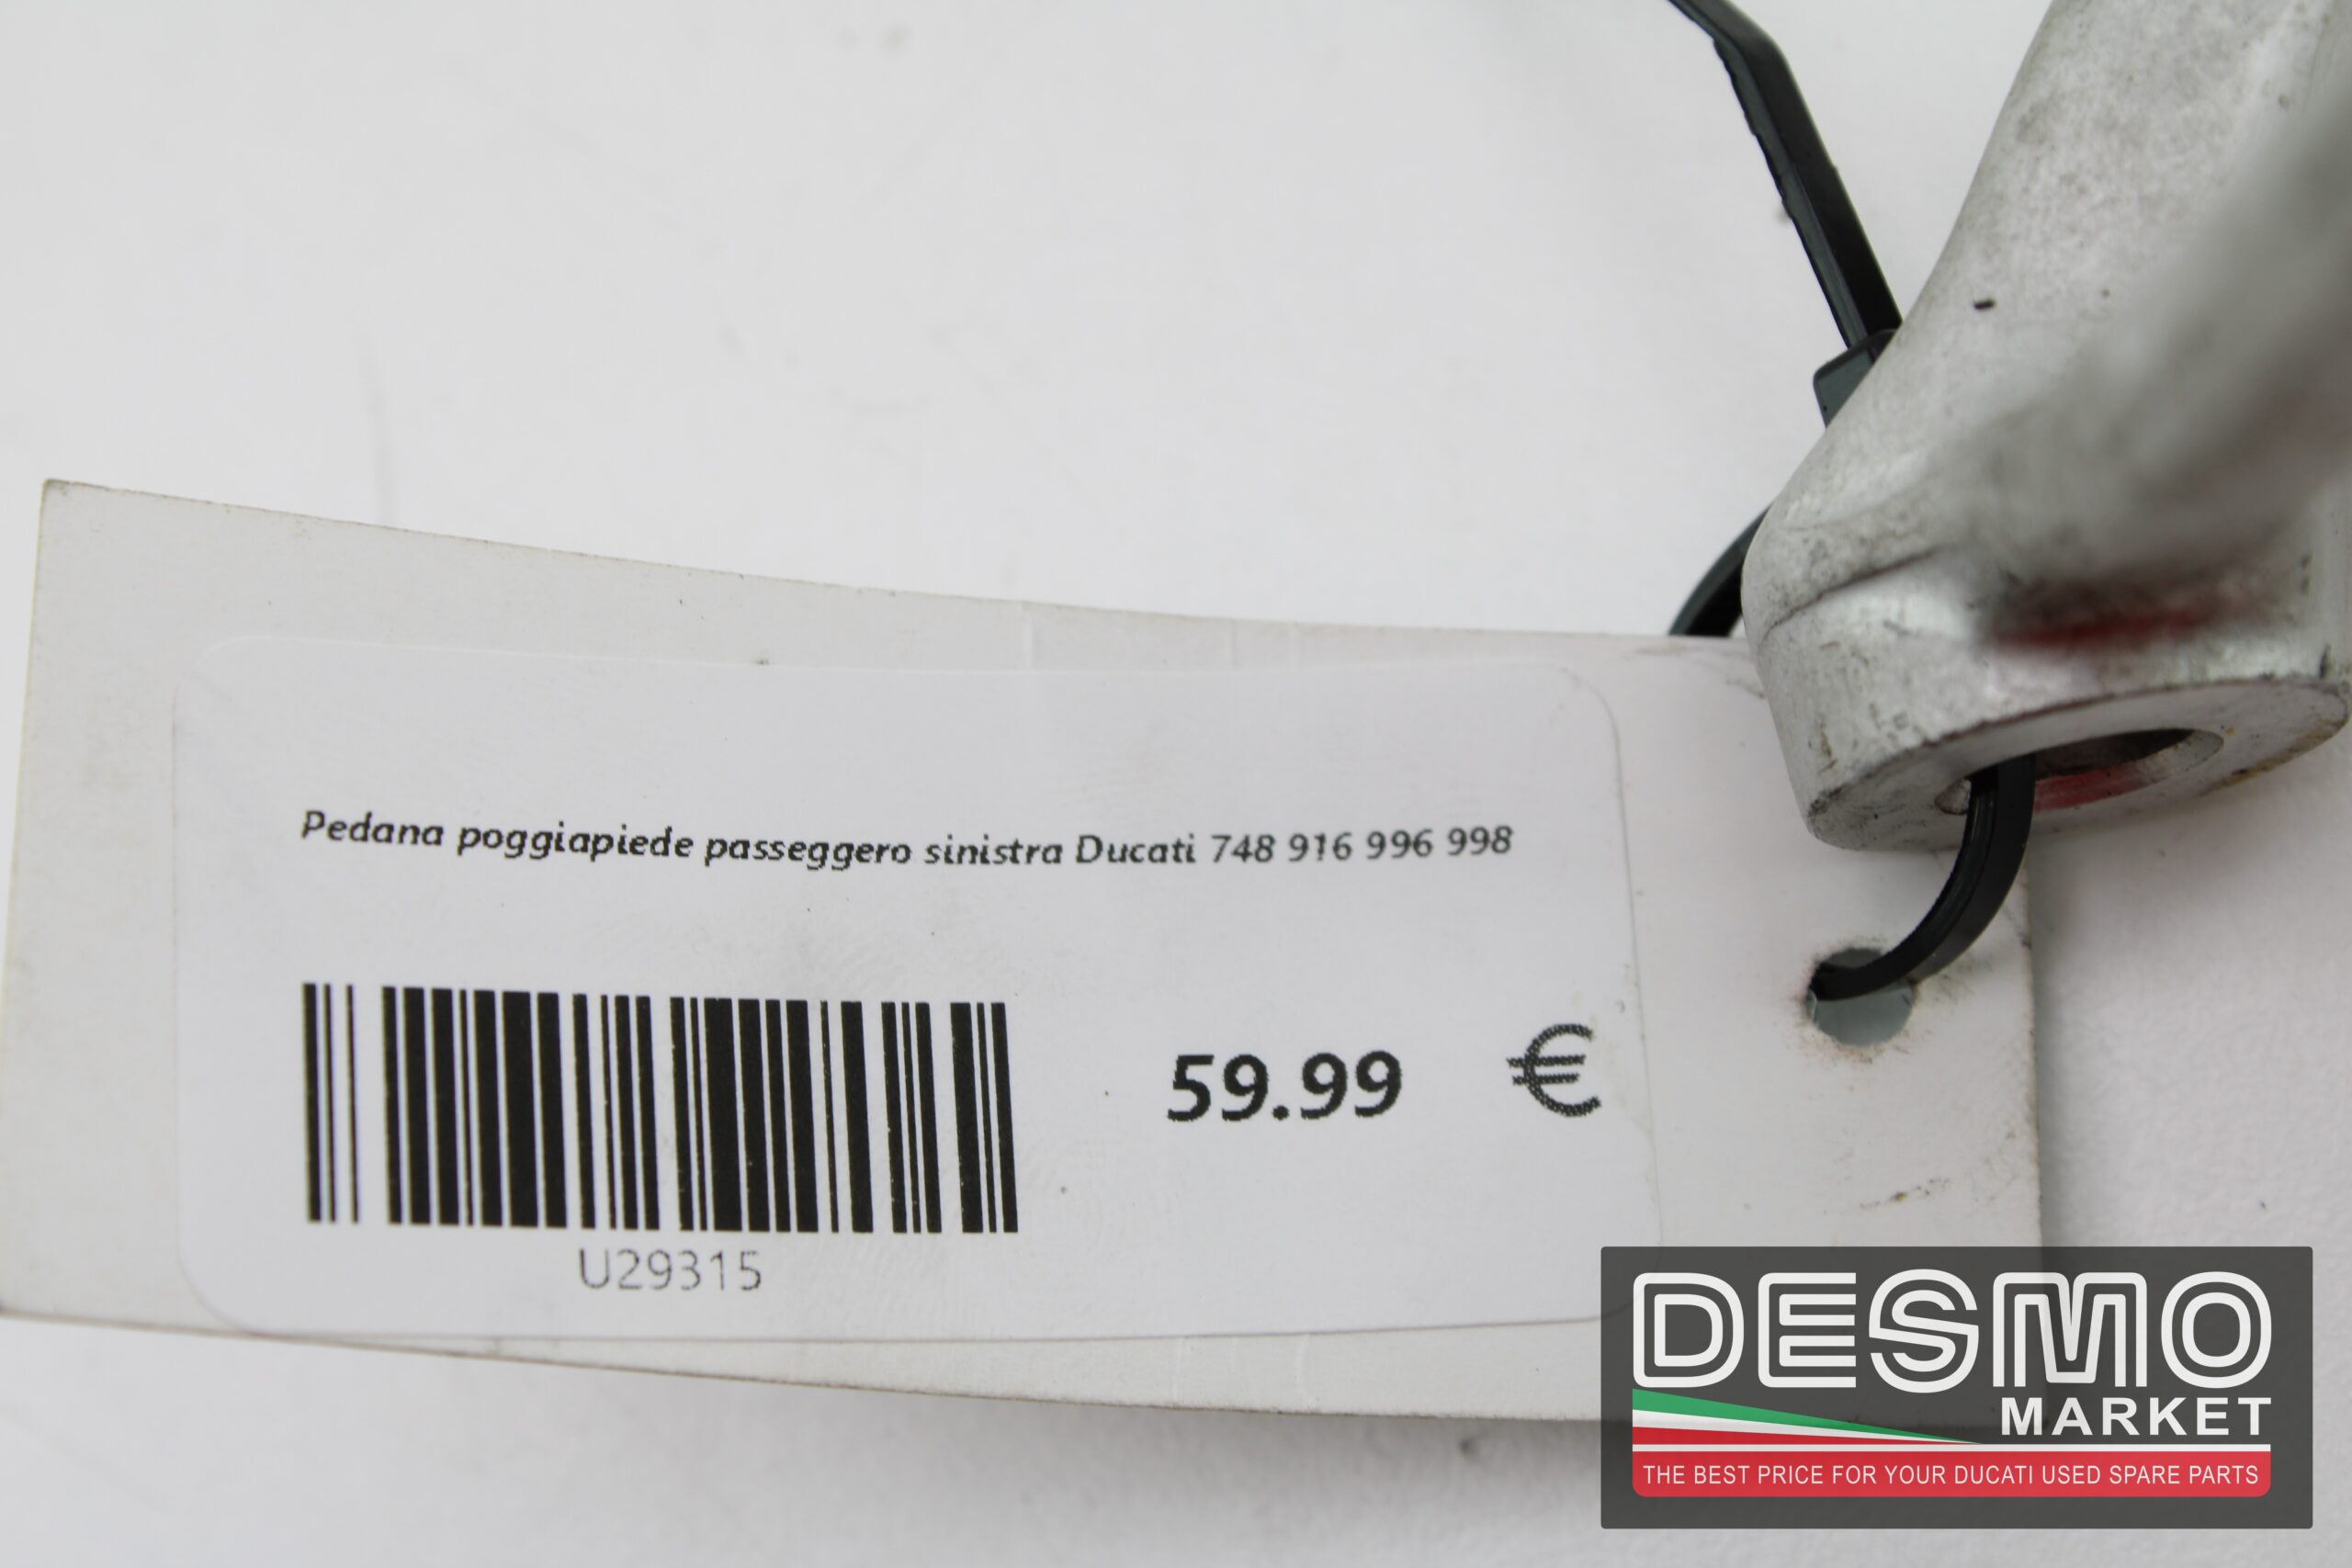 Pedana poggiapiede passeggero sinistra Ducati 748 916 996 998
59.99 €
U29315
DESMO
MARKET
THE BEST PRICE FOR YOUR DUCATI USED SPARE PARTS